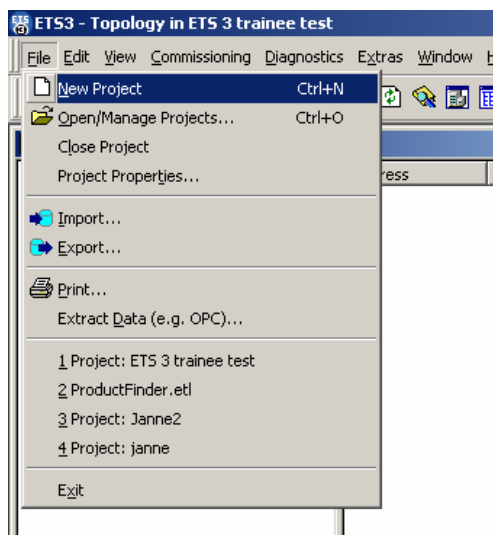 ETS3 - Topology in ETS 3 trainee test
File Edit View Commissioning Diagnostics Extras Window
New Project Ctrl+N
Open/Manage Projects... Ctrl+O
Close Project
Project Properties...
ress
Import...
Export...
Print...
Extract Data (e.g. OPC)...
1 Project: ETS 3 trainee test
2 ProductFinder.etl
3 Project: Janne2
4 Project: janne
Exit